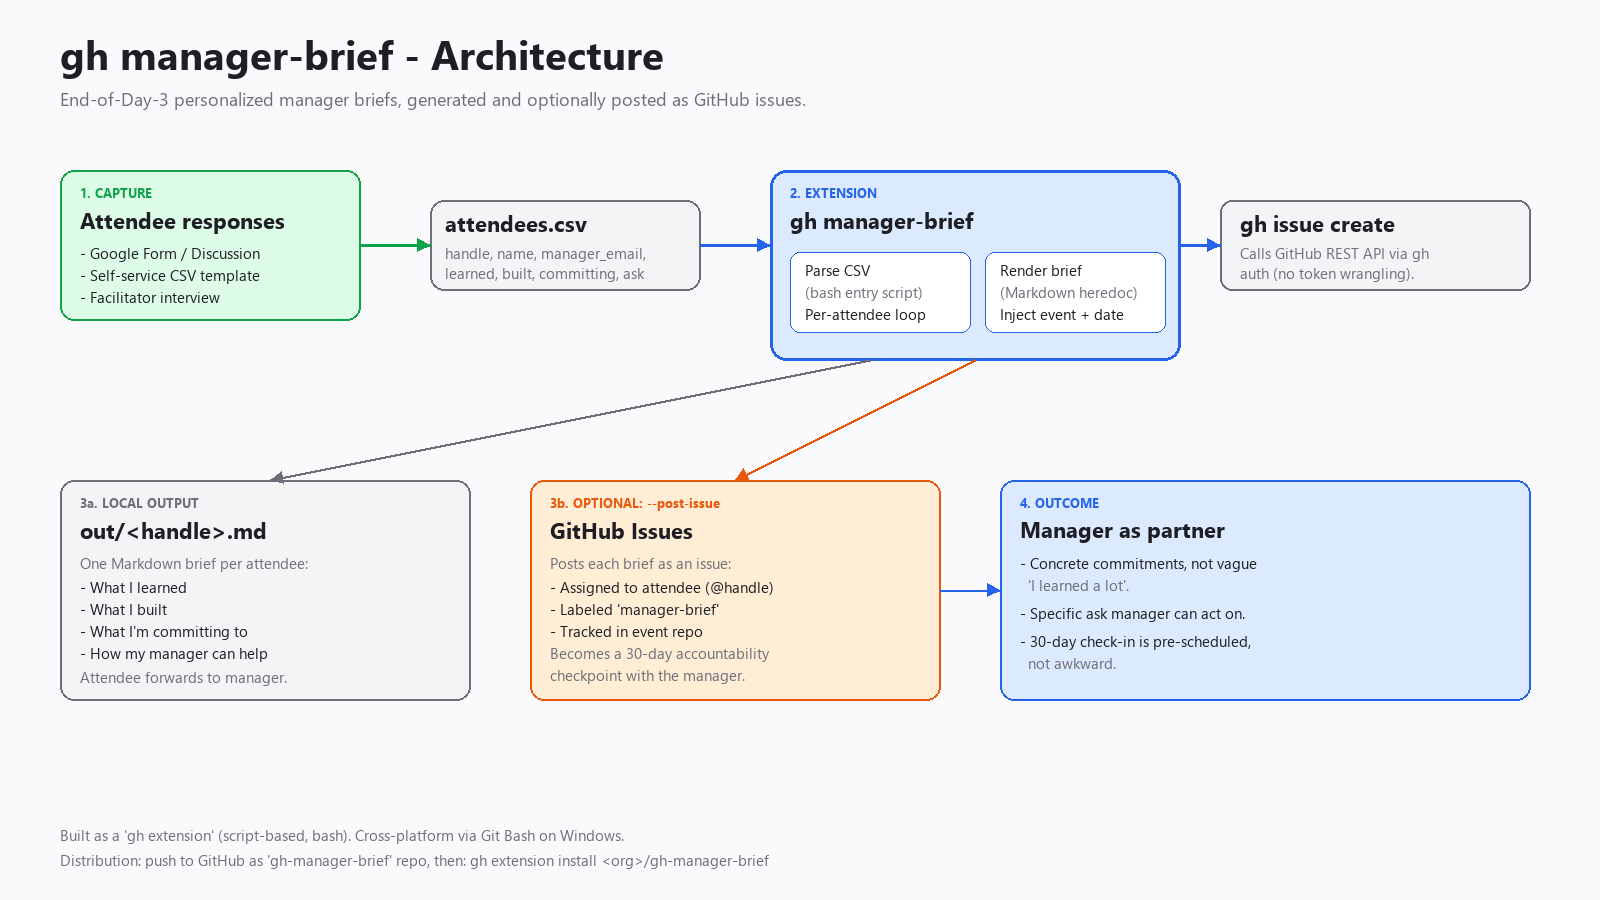 gh manager-brief - Architecture
End-of-Day-3 personalized manager briefs, generated and optionally posted as GitHub issues.
1. CAPTURE
Attendee responses
- Google Form / Discussion
- Self-service CSV template
- Facilitator interview
attendees.csv
handle, name, manager_email,
learned, built, committing, ask
2. EXTENSION
gh manager-brief
Parse CSV
(bash entry script)
Per-attendee loop
Render brief
(Markdown heredoc)
Inject event + date
gh issue create
Calls GitHub REST API via gh
auth (no token wrangling).
3a. LOCAL OUTPUT
out/<handle>.md
One Markdown brief per attendee:
- What I learned
- What I built
- What I'm committing to
- How my manager can help
Attendee forwards to manager.
3b. OPTIONAL: --post-issue
GitHub Issues
Posts each brief as an issue:
- Assigned to attendee (@handle)
- Labeled 'manager-brief'
- Tracked in event repo
Becomes a 30-day accountability
checkpoint with the manager.
4. OUTCOME
Manager as partner
- Concrete commitments, not vague
'I learned a lot'.
- Specific ask manager can act on.
- 30-day check-in is pre-scheduled,
not awkward.
Built as a 'gh extension' (script-based, bash). Cross-platform via Git Bash on Windows.
Distribution: push to GitHub as 'gh-manager-brief' repo, then: gh extension install <org>/gh-manager-brief